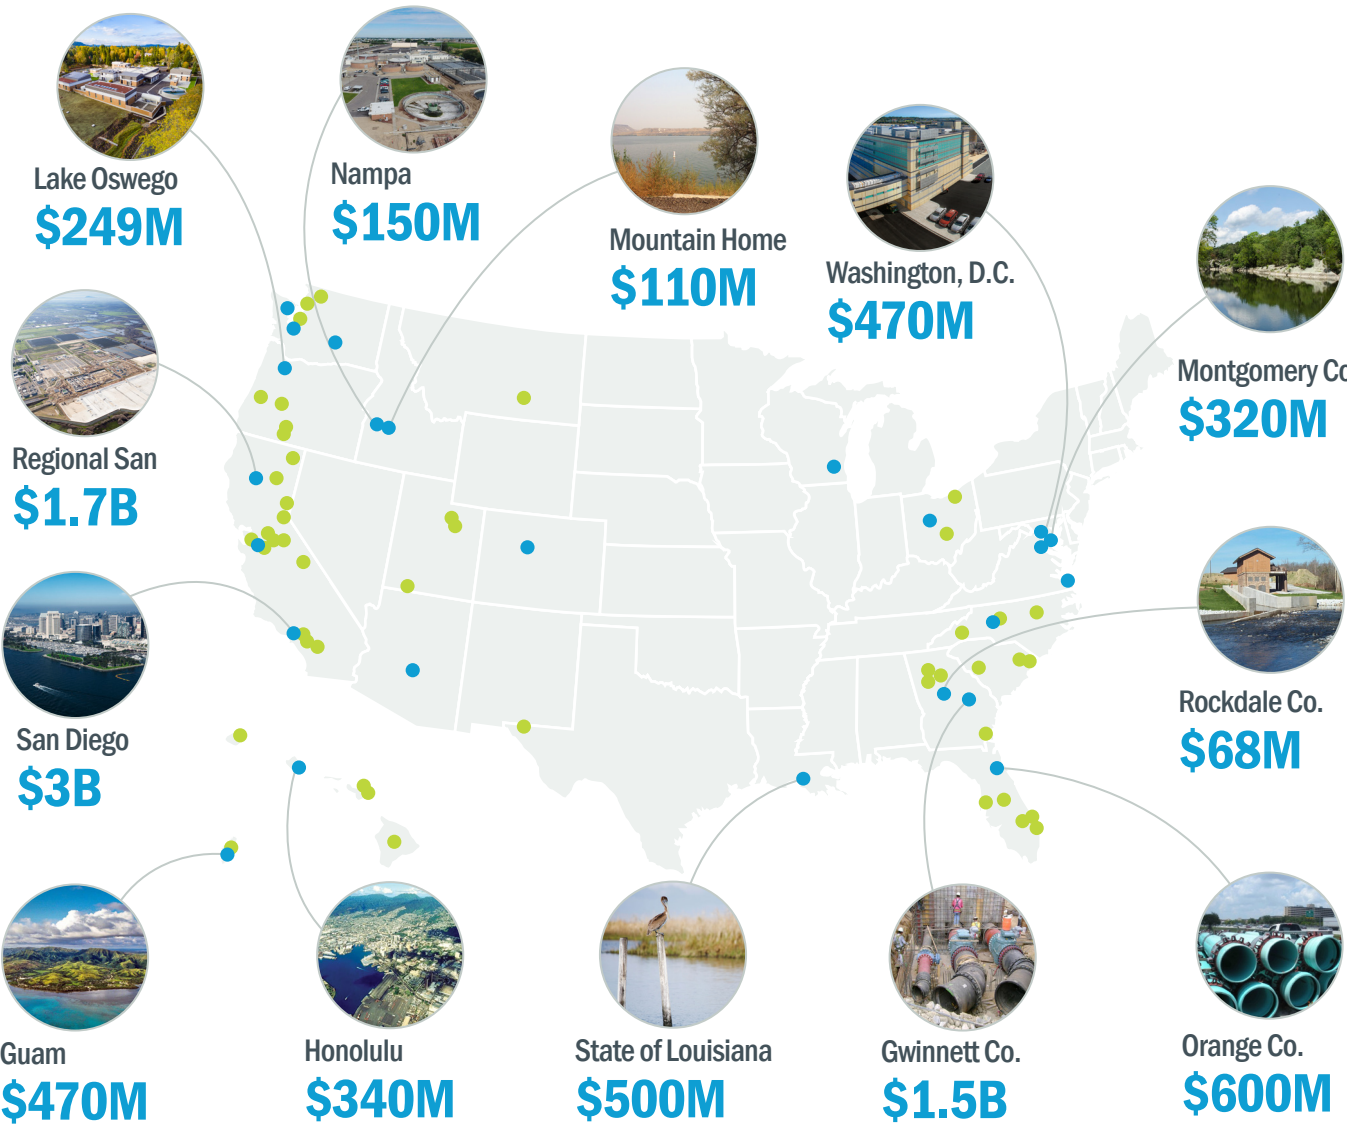 Lake Oswego
$249M
Nampa
$150M
Mountain Home
$110M
Washington, D.C.
$470M
Montgomery Co
$320M
Regional San
$1.7B
San Diego
$3B
Rockdale Co.
$68M
Guam
$470M
Honolulu
$340M
State of Louisiana
$500M
Gwinnett Co.
$1.5B
Orange Co.
$600M